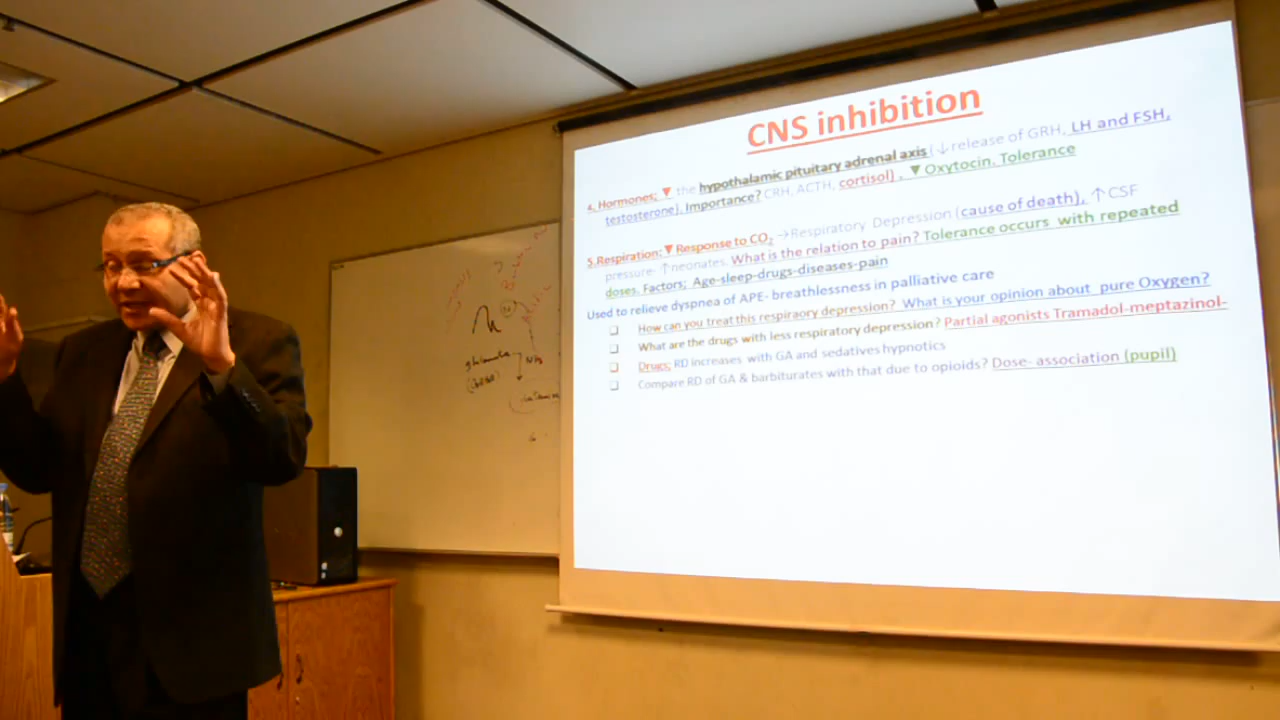 CNS inhibition
4. Hormones; ▼ the hypothalamic pituitary adrenal axis (↓release of GRH, LH and FSH,
testosterone). Importance? CRH, ACTH, cortisol) . ▼ Oxytocin. Tolerance
5.Respiration; ▼ Response to CO2 →Respiratory Depression (cause of death), ↑CSF
pressure- ↑neonates. What is the relation to pain? Tolerance occurs with repeated
doses. Factors; Age-sleep-drugs-diseases-pain
Used to relieve dyspnea of APE- breathlessness in palliative care
❑ How can you treat this respiraory depression? What is your opinion about pure Oxygen?
❑ What are the drugs with less respiratory depression? Partial agonists Tramadol-meptazinol-
❑ Drugs; RD increases with GA and sedatives hypnotics
❑ Compare RD of GA & barbiturates with that due to opioids? Dose- association (pupil)